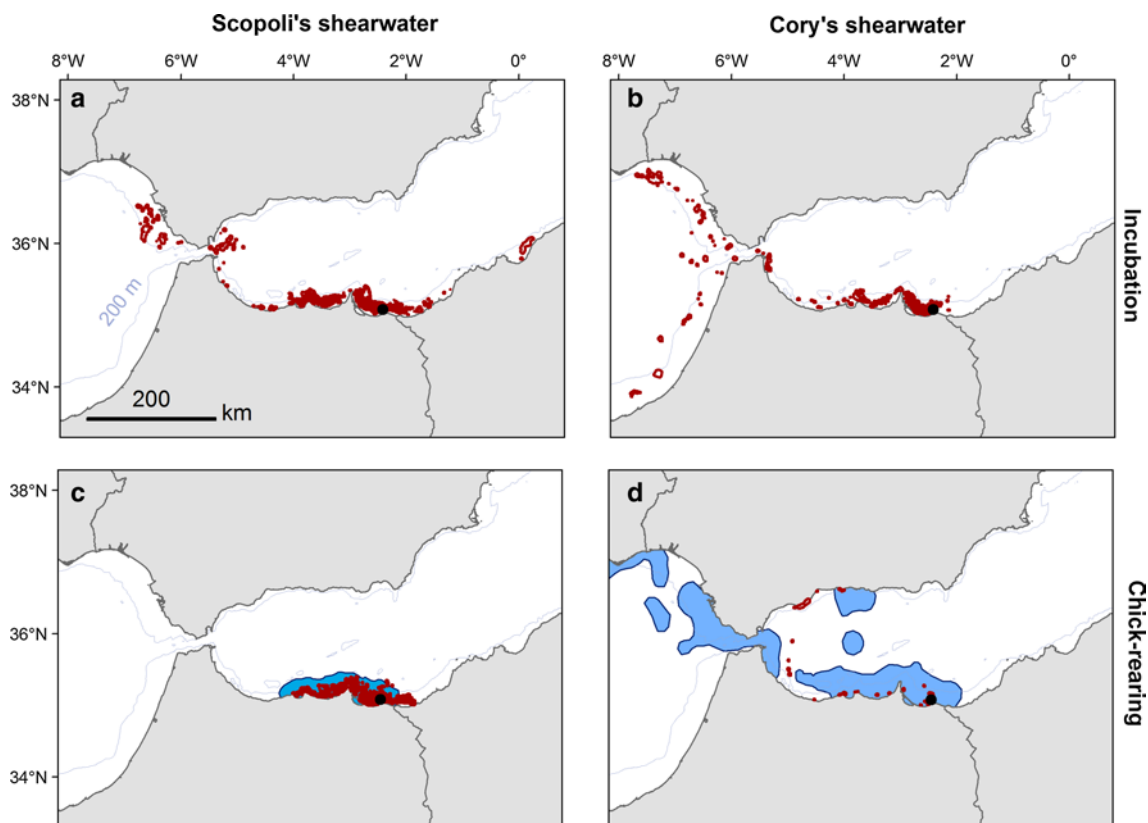 Scopoli's shearwater
Cory's shearwater
8°W 6°W 4°W 2°W 0°
8°W 6°W 4°W 2°W 0°
38°N
36°N
34°N
a
b
200 m
200
km
Incubation
38°N
36°N
34°N
c
d
Chick-rearing